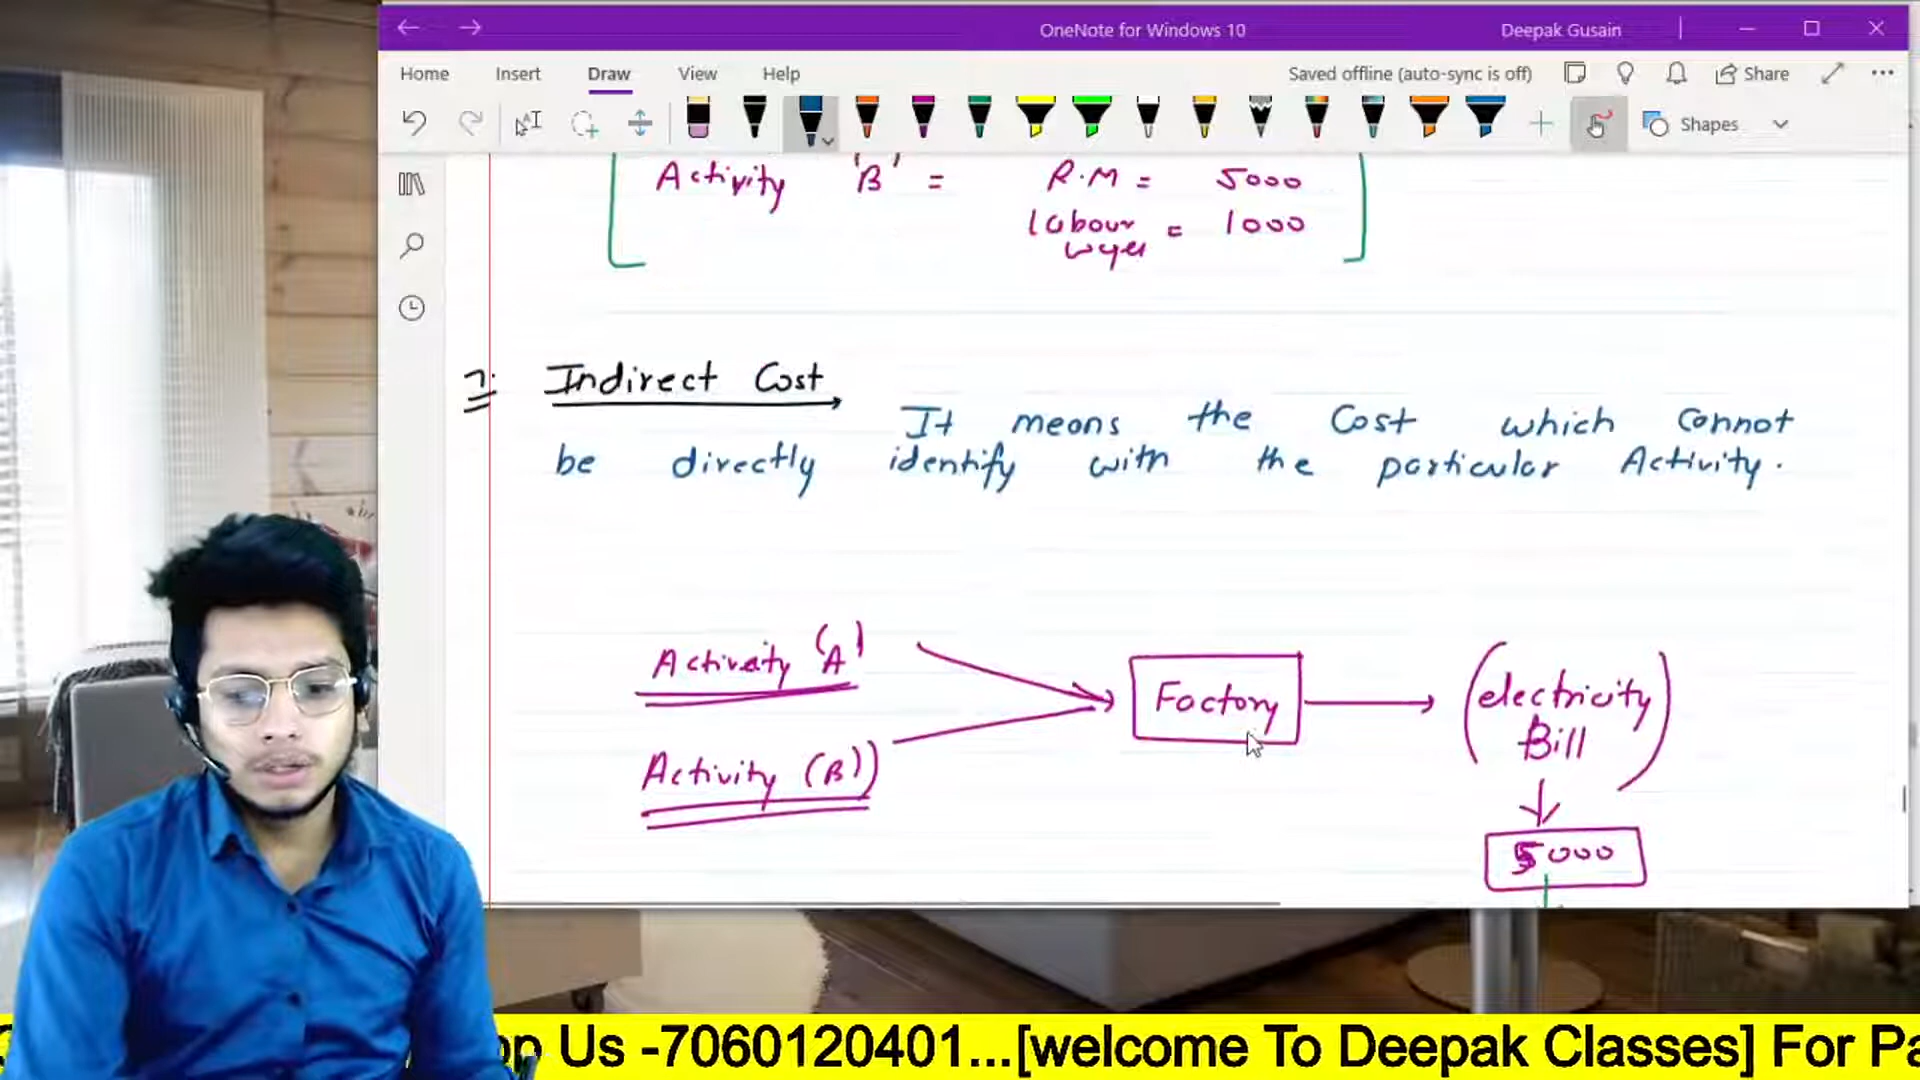 OneNote for Windows 10
Deepak Gusain
Home Insert Draw View Help
Saved offline (auto-sync is off)
Share
Shapes
Activity 'B' = R.M = 5000
labour = 1000
wages
7. Indirect Cost
It means the Cost which cannot
be directly identify with the particular Activity.
Activity (A)
Activity (B)
Factory
(electricity
Bill)
5000
Us -7060120401...[welcome To Deepak Classes] For